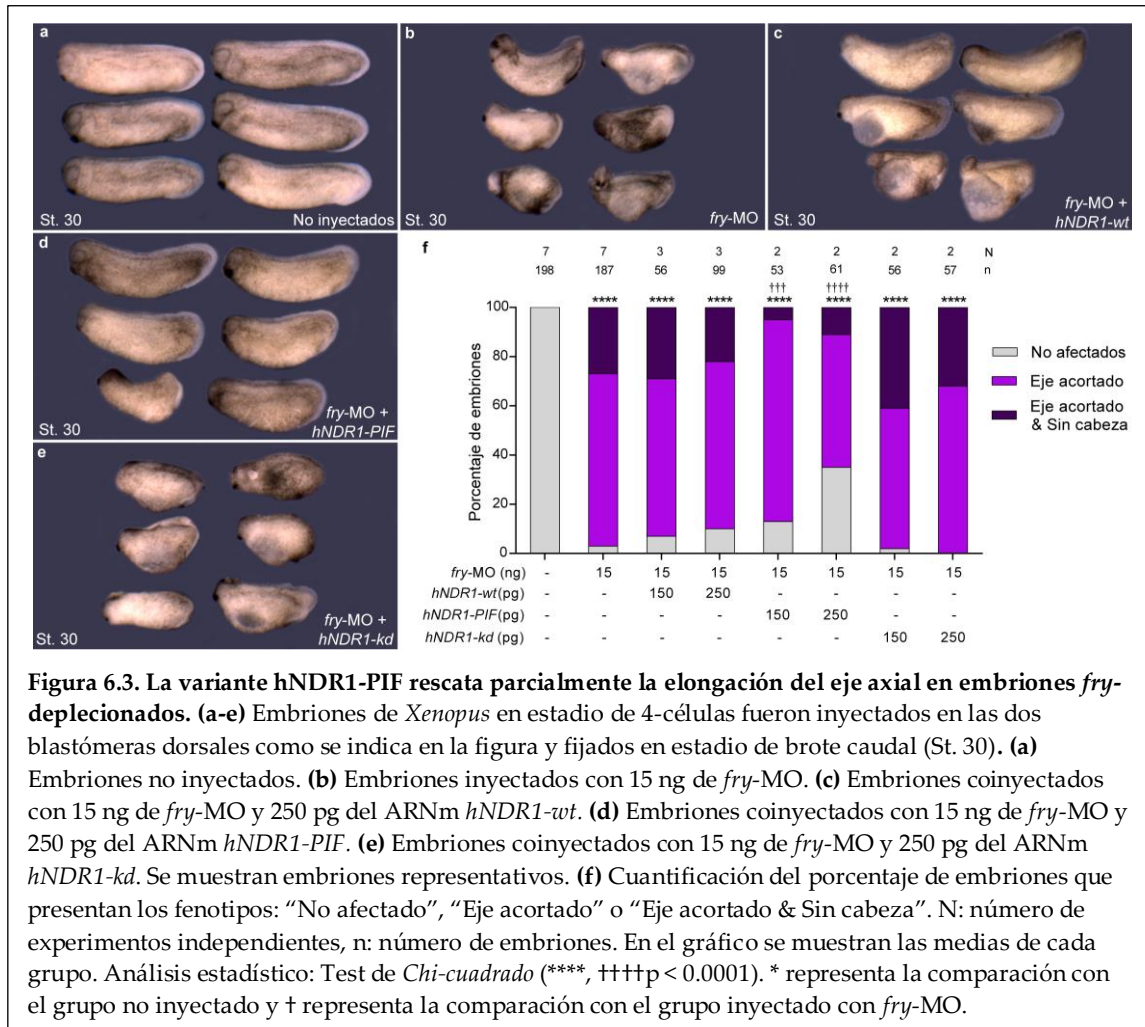 a
St. 30
No inyectados
b
St. 30
fry-MO
c
St. 30
fry-MO +
hNDR1-wt
d
St. 30
fry-MO +
hNDR1-PIF
e
St. 30
fry-MO +
hNDR1-kd
f
7 7 3 3 2 2 2 2 N
198 187 56 99 53 61 56 57 n
††† ††††
**** **** **** **** **** **** ****
100
80
60
40
20
0
Porcentaje de embriones
No afectados
Eje acortado
Eje acortado
& Sin cabeza
fry-MO (ng) - 15 15 15 15 15 15 15
hNDR1-wt(pg) - - 150 250 - - - -
hNDR1-PIF(pg) - - - - 150 250 - -
hNDR1-kd (pg) - - - - - - 150 250
Figura 6.3. La variante hNDR1-PIF rescata parcialmente la elongación del eje axial en embriones fry-
deplecionados. (a-e) Embriones de Xenopus en estadio de 4-células fueron inyectados en las dos
blastómeras dorsales como se indica en la figura y fijados en estadio de brote caudal (St. 30). (a)
Embriones no inyectados. (b) Embriones inyectados con 15 ng de fry-MO. (c) Embriones coinyectados
con 15 ng de fry-MO y 250 pg del ARNm hNDR1-wt. (d) Embriones coinyectados con 15 ng de fry-MO y
250 pg del ARNm hNDR1-PIF. (e) Embriones coinyectados con 15 ng de fry-MO y 250 pg del ARNm
hNDR1-kd. Se muestran embriones representativos. (f) Cuantificación del porcentaje de embriones que
presentan los fenotipos: “No afectado”, “Eje acortado” o “Eje acortado & Sin cabeza”. N: número de
experimentos independientes, n: número de embriones. En el gráfico se muestran las medias de cada
grupo. Análisis estadístico: Test de Chi-cuadrado (****, ††††p < 0.0001). * representa la comparación con
el grupo no inyectado y † representa la comparación con el grupo inyectado con fry-MO.